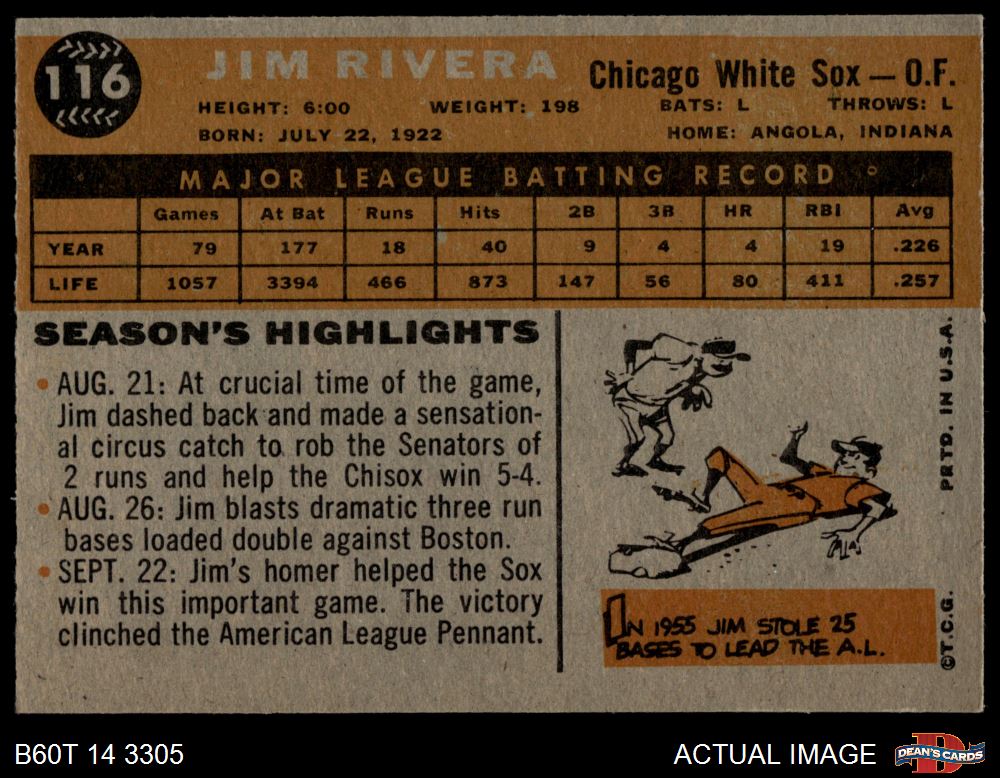 116
JIM RIVERA
Chicago White Sox — O.F.
HEIGHT: 6:00 WEIGHT: 198 BATS: L THROWS: L
BORN: JULY 22, 1922 HOME: ANGOLA, INDIANA
MAJOR LEAGUE BATTING RECORD
Games At Bat Runs Hits 2B 3B HR RBI Avg
YEAR 79 177 18 40 9 4 4 19 .226
LIFE 1057 3394 466 873 147 56 80 411 .257
SEASON'S HIGHLIGHTS
• AUG. 21: At crucial time of the game,
Jim dashed back and made a sensation-
al circus catch to rob the Senators of
2 runs and help the Chisox win 5-4.
• AUG. 26: Jim blasts dramatic three run
bases loaded double against Boston.
• SEPT. 22: Jim's homer helped the Sox
win this important game. The victory
clinched the American League Pennant.
IN 1955 JIM STOLE 25
BASES TO LEAD THE A.L.
©T.C.G. PRTD. IN U.S.A.
B60T 14 3305
ACTUAL IMAGE
D
DEAN'S CARDS